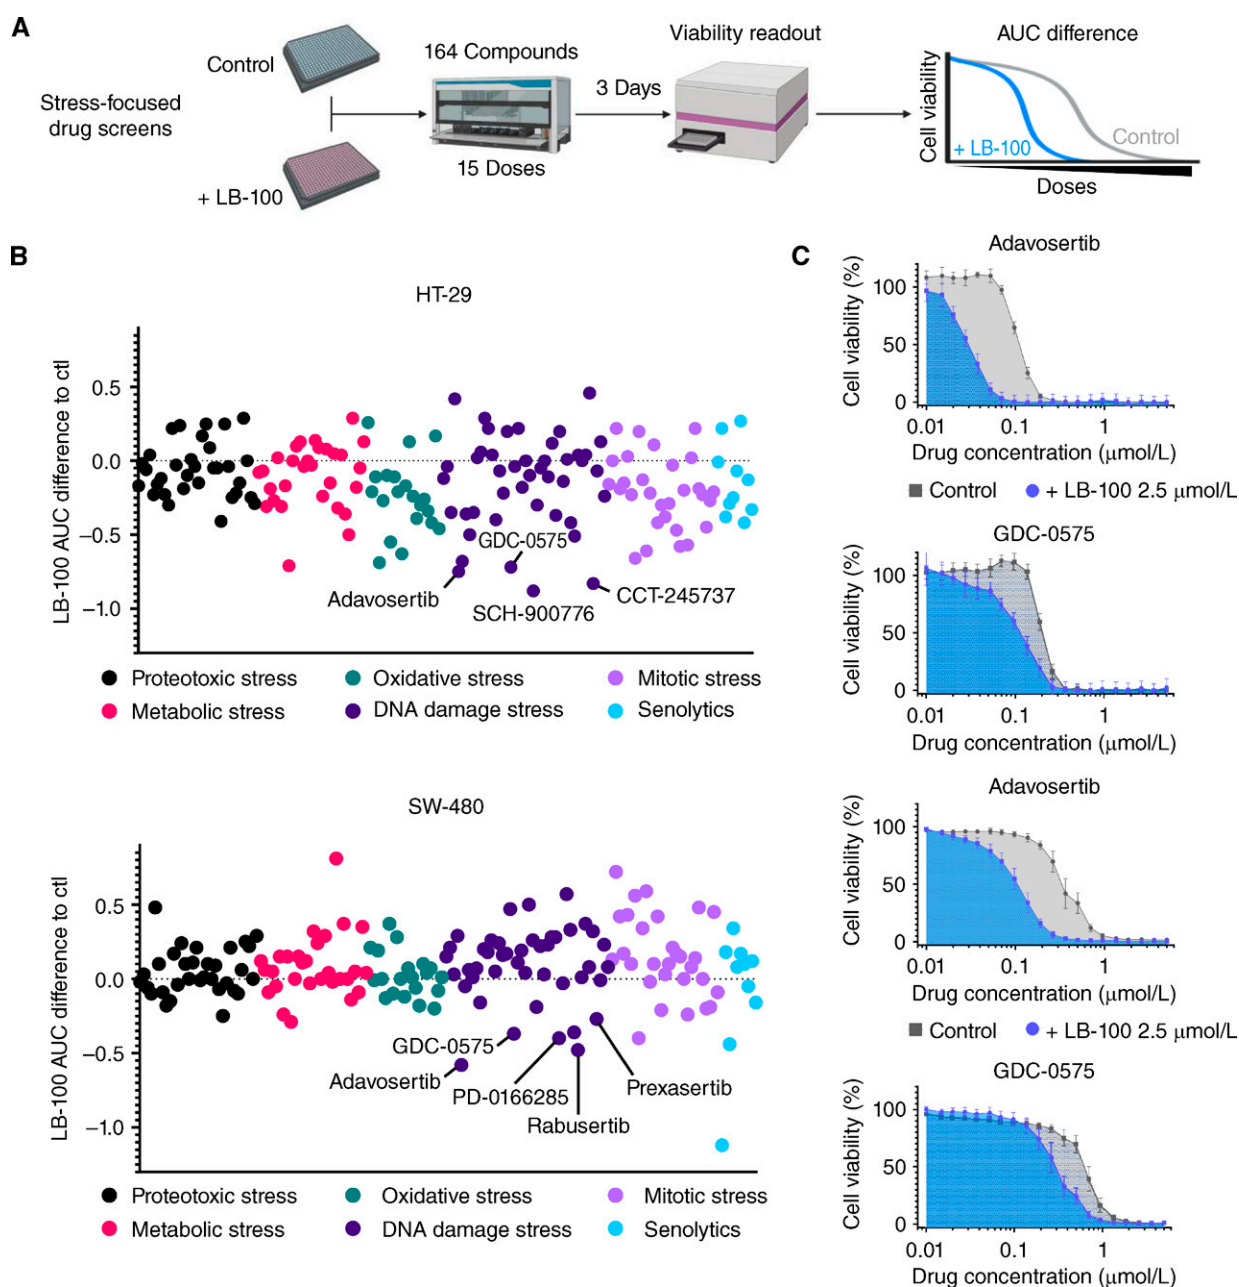 A
Stress-focused
drug screens
Control
+ LB-100
164 Compounds
15 Doses
3 Days
Viability readout
AUC difference
Cell viability
+ LB-100
Control
Doses
B
HT-29
LB-100 AUC difference to ctl
0.5
0.0
−0.5
−1.0
Adavosertib
GDC-0575
SCH-900776
CCT-245737
Proteotoxic stress
Oxidative stress
Mitotic stress
Metabolic stress
DNA damage stress
Senolytics
SW-480
LB-100 AUC difference to ctl
0.5
0.0
−0.5
−1.0
GDC-0575
Adavosertib
PD-0166285
Rabusertib
Prexasertib
Proteotoxic stress
Oxidative stress
Mitotic stress
Metabolic stress
DNA damage stress
Senolytics
C
Adavosertib
Cell viability (%)
100
50
0
0.01 0.1 1
Drug concentration (μmol/L)
Control + LB-100 2.5 μmol/L
GDC-0575
Cell viability (%)
100
50
0
0.01 0.1 1
Drug concentration (μmol/L)
Adavosertib
Cell viability (%)
100
50
0
0.01 0.1 1
Drug concentration (μmol/L)
Control + LB-100 2.5 μmol/L
GDC-0575
Cell viability (%)
100
50
0
0.01 0.1 1
Drug concentration (μmol/L)